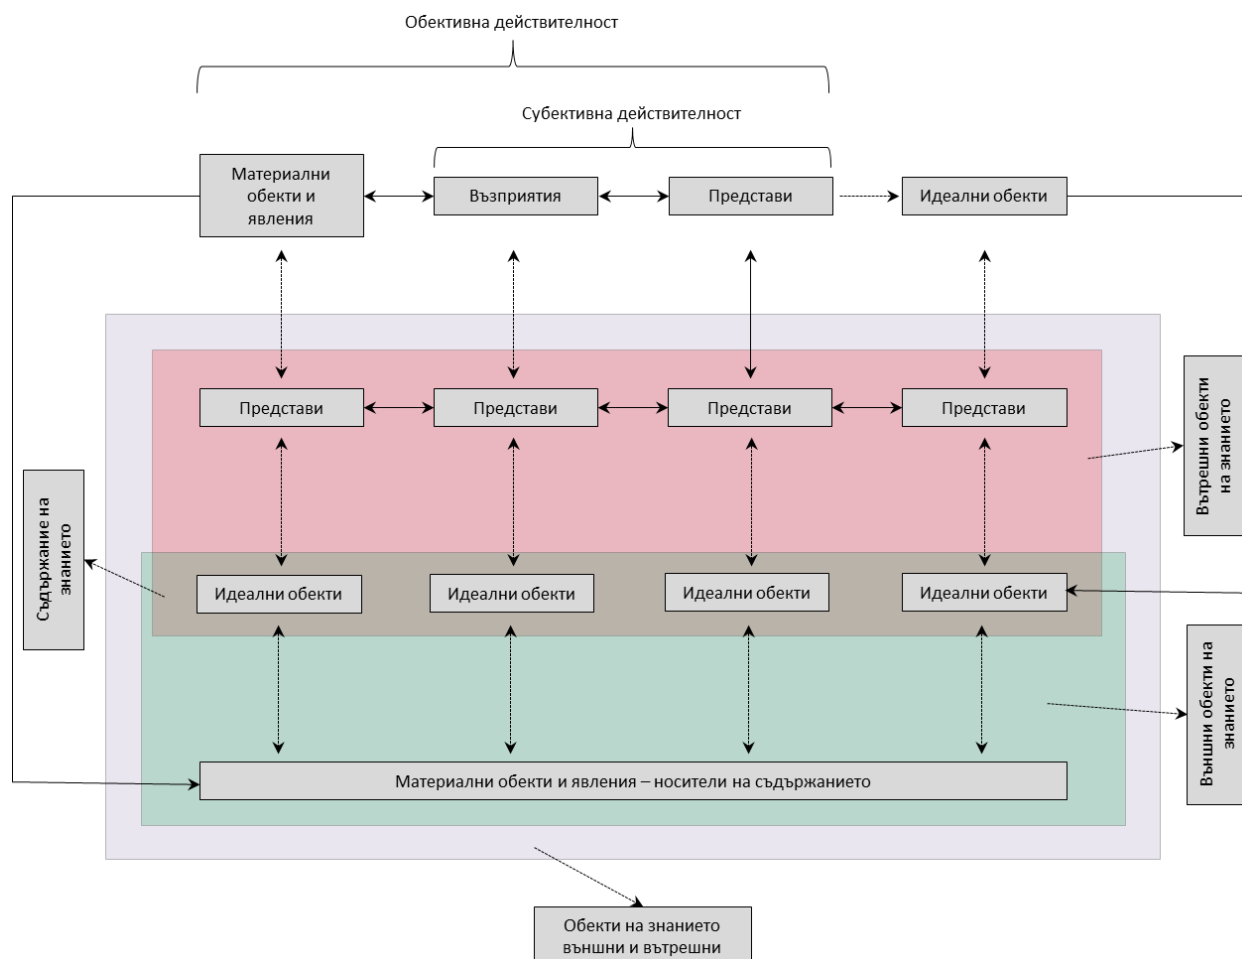 Обективна действителност
Субективна действителност
Материални
обекти и
явления
Възприятия
Представи
Идеални обекти
Представи
Представи
Представи
Представи
Вътрешни обекти
на знанието
Съдържание на
знанието
Идеални обекти
Идеални обекти
Идеални обекти
Идеални обекти
Външни обекти на
знанието
Материални обекти и явления – носители на съдържанието
Обекти на знанието
външни и вътрешни